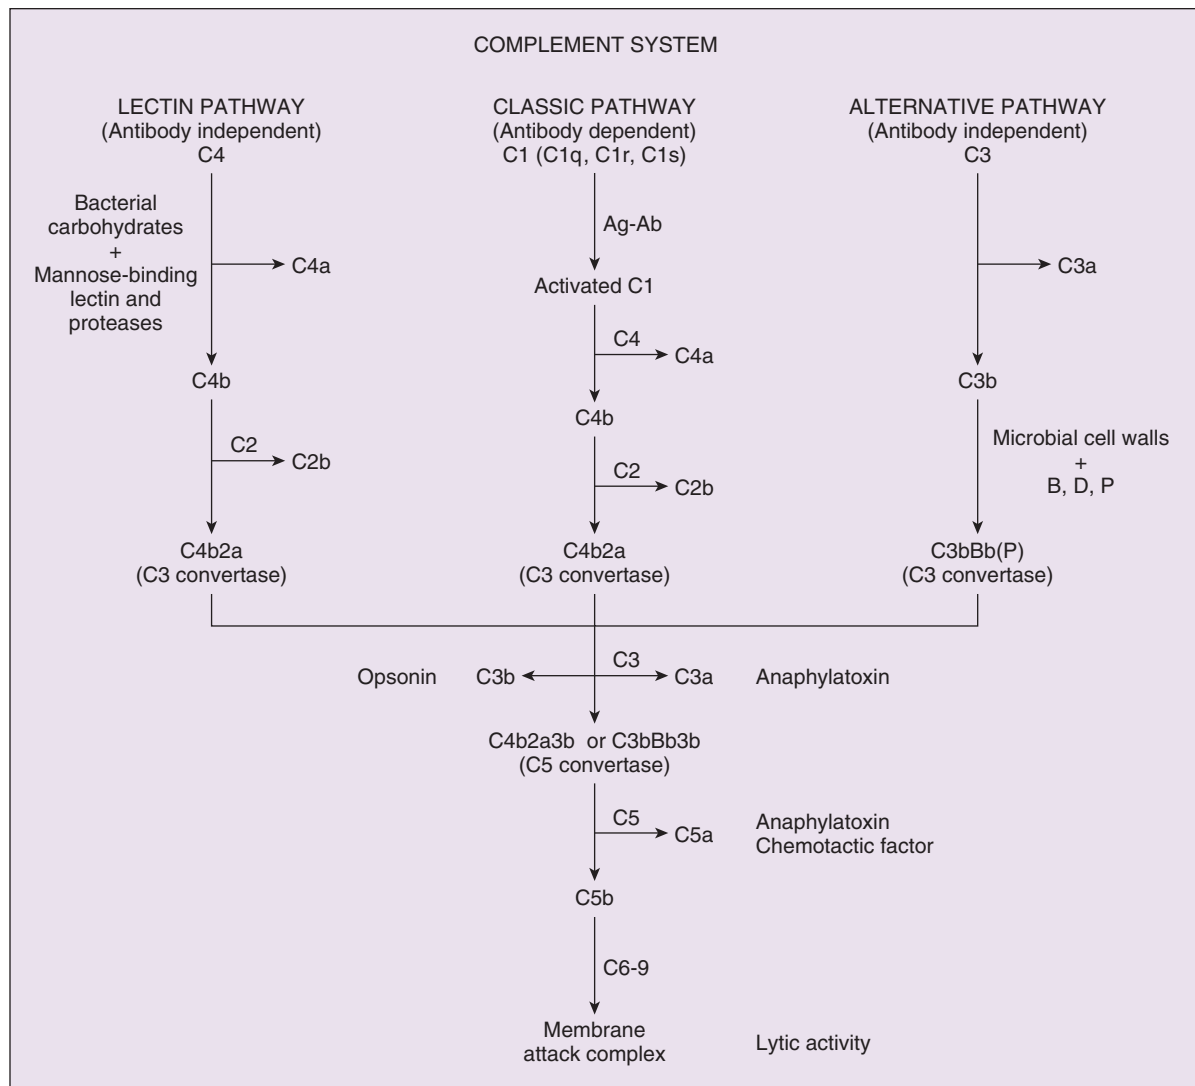 COMPLEMENT SYSTEM
LECTIN PATHWAY
(Antibody independent)
C4
Bacterial
carbohydrates
+
Mannose-binding
lectin and
proteases
C4a
C4b
C2
C2b
C4b2a
(C3 convertase)
CLASSIC PATHWAY
(Antibody dependent)
C1 (C1q, C1r, C1s)
Ag-Ab
Activated C1
C4
C4a
C4b
C2
C2b
C4b2a
(C3 convertase)
ALTERNATIVE PATHWAY
(Antibody independent)
C3
C3a
C3b
Microbial cell walls
+
B, D, P
C3bBb(P)
(C3 convertase)
Opsonin
C3b
C3
C3a
Anaphylatoxin
C4b2a3b or C3bBb3b
(C5 convertase)
C5
C5a
Anaphylatoxin
Chemotactic factor
C5b
C6-9
Membrane
attack complex
Lytic activity